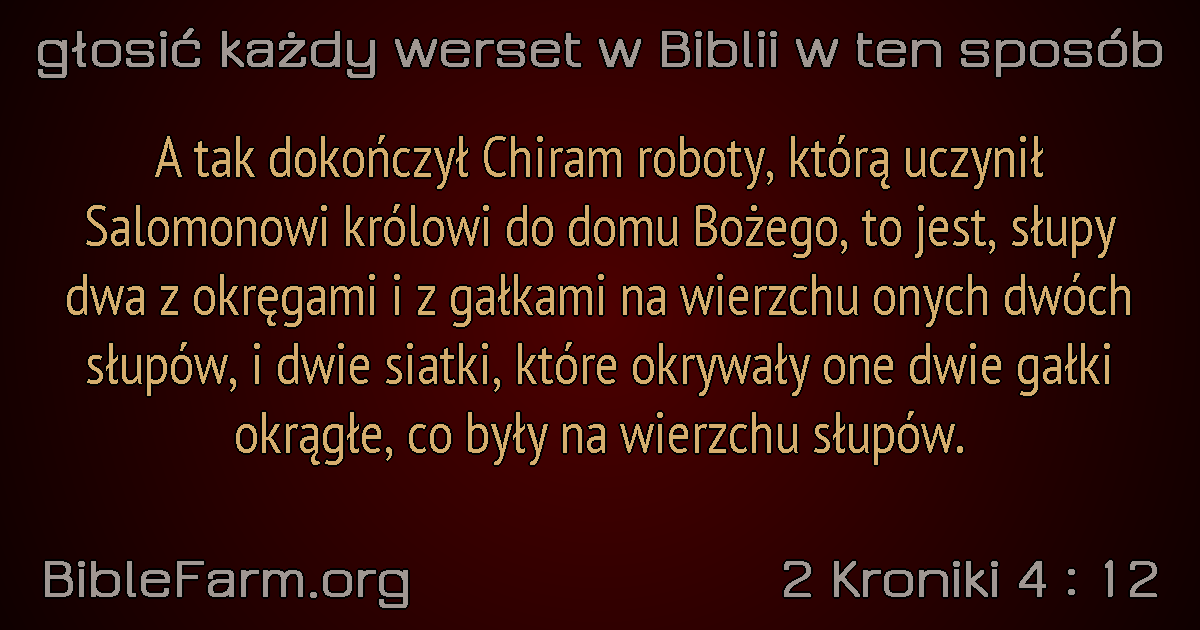 głosić każdy werset w Biblii w ten sposób
A tak dokończył Chiram roboty, którą uczynił
Salomonowi królowi do domu Bożego, to jest, słupy
dwa z okręgami i z gałkami na wierzchu onych dwóch
słupów, i dwie siatki, które okrywały one dwie gałki
okrągłe, co były na wierzchu słupów.
BibleFarm.org
2 Kroniki 4 : 12